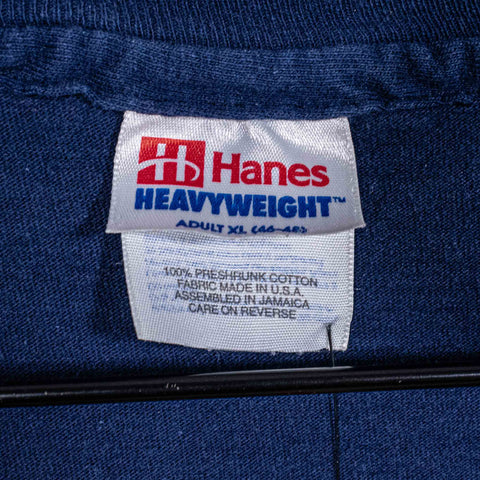 Hanes
HEAVYWEIGHT™
ADULT XL (46-48)
100% PRESHRUNK COTTON
FABRIC MADE IN U.S.A.
ASSEMBLED IN JAMAICA
CARE ON REVERSE